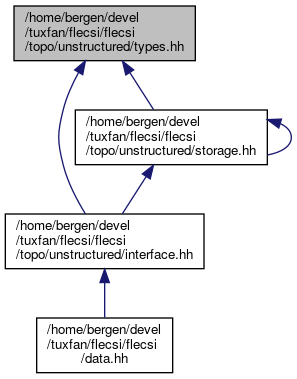 /home/bergen/devel
/tuxfan/flecsi/flecsi
/topo/unstructured/types.hh
/home/bergen/devel
/tuxfan/flecsi/flecsi
/topo/unstructured/storage.hh
/home/bergen/devel
/tuxfan/flecsi/flecsi
/topo/unstructured/interface.hh
/home/bergen/devel
/tuxfan/flecsi/flecsi
/data.hh